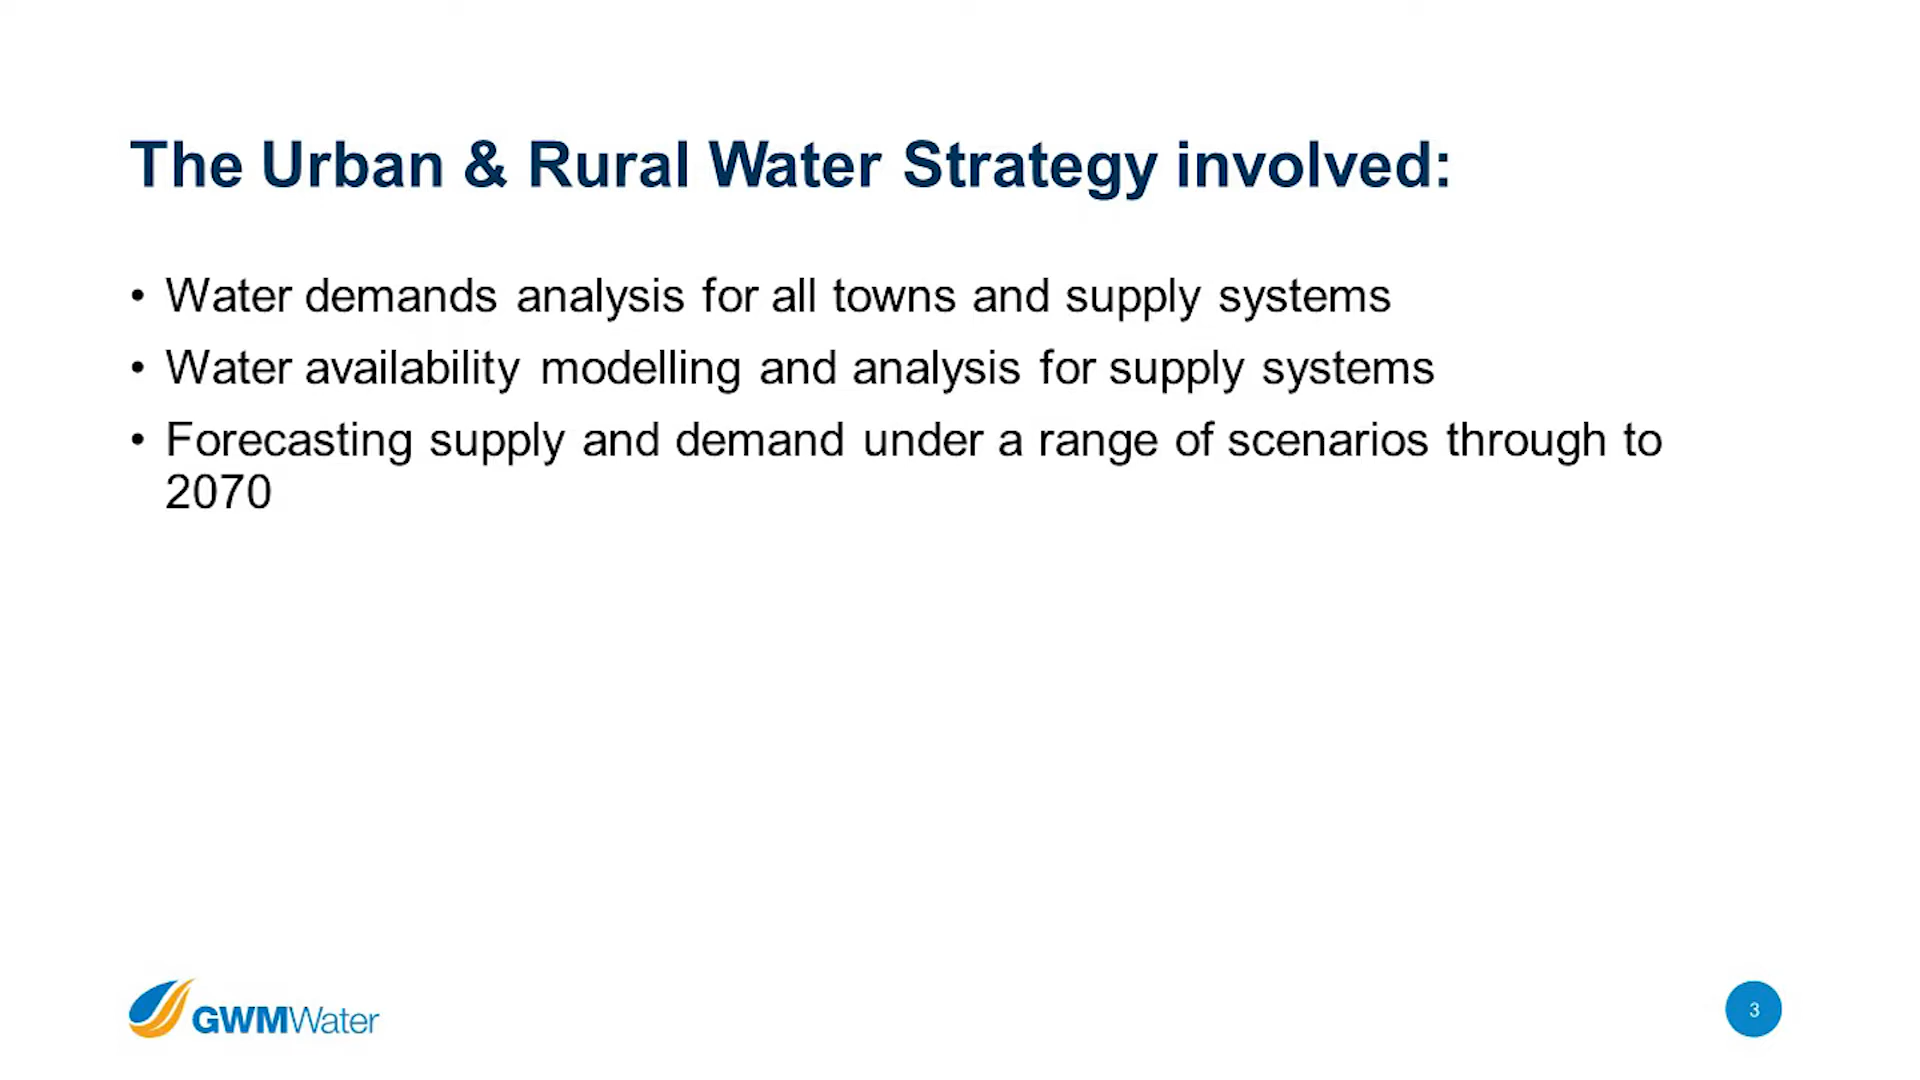 The Urban & Rural Water Strategy involved:
• Water demands analysis for all towns and supply systems
• Water availability modelling and analysis for supply systems
• Forecasting supply and demand under a range of scenarios through to
2070
GWMWater
3